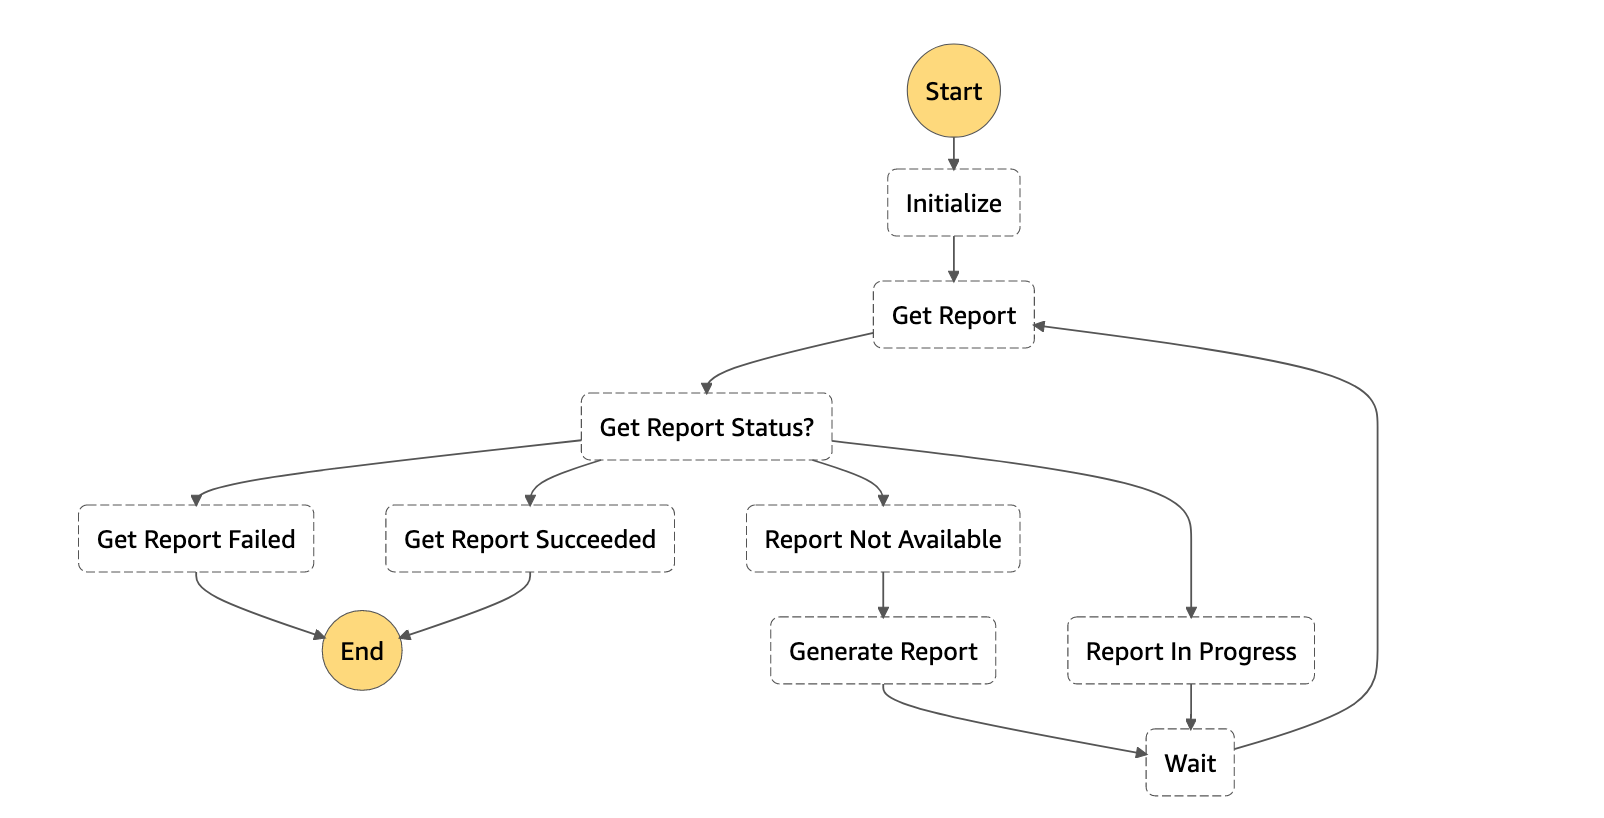 Start
Initialize
Get Report
Get Report Status?
Get Report Failed
Get Report Succeeded
Report Not Available
End
Generate Report
Report In Progress
Wait